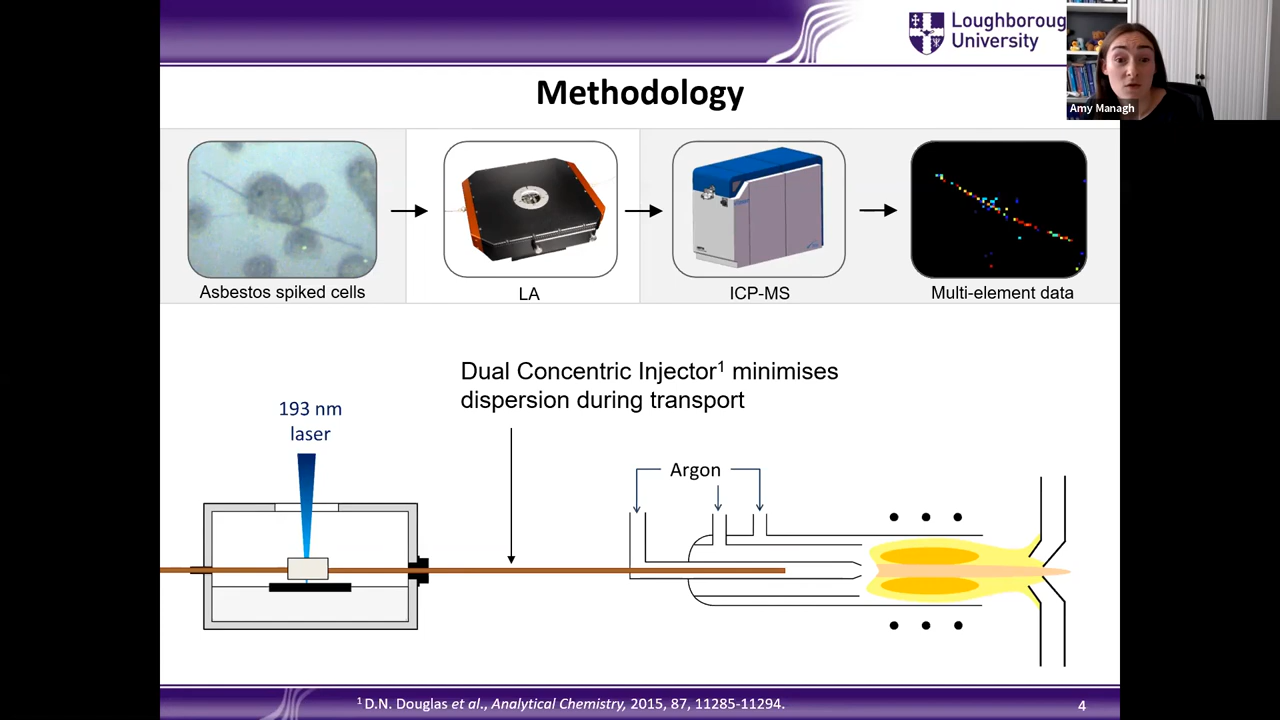 Loughboroug
University
Amy Managh
Methodology
Asbestos spiked cells
LA
ICP-MS
Multi-element data
Dual Concentric Injector¹ minimises
dispersion during transport
193 nm
laser
Argon
¹ D.N. Douglas et al., Analytical Chemistry, 2015, 87, 11285-11294.
4